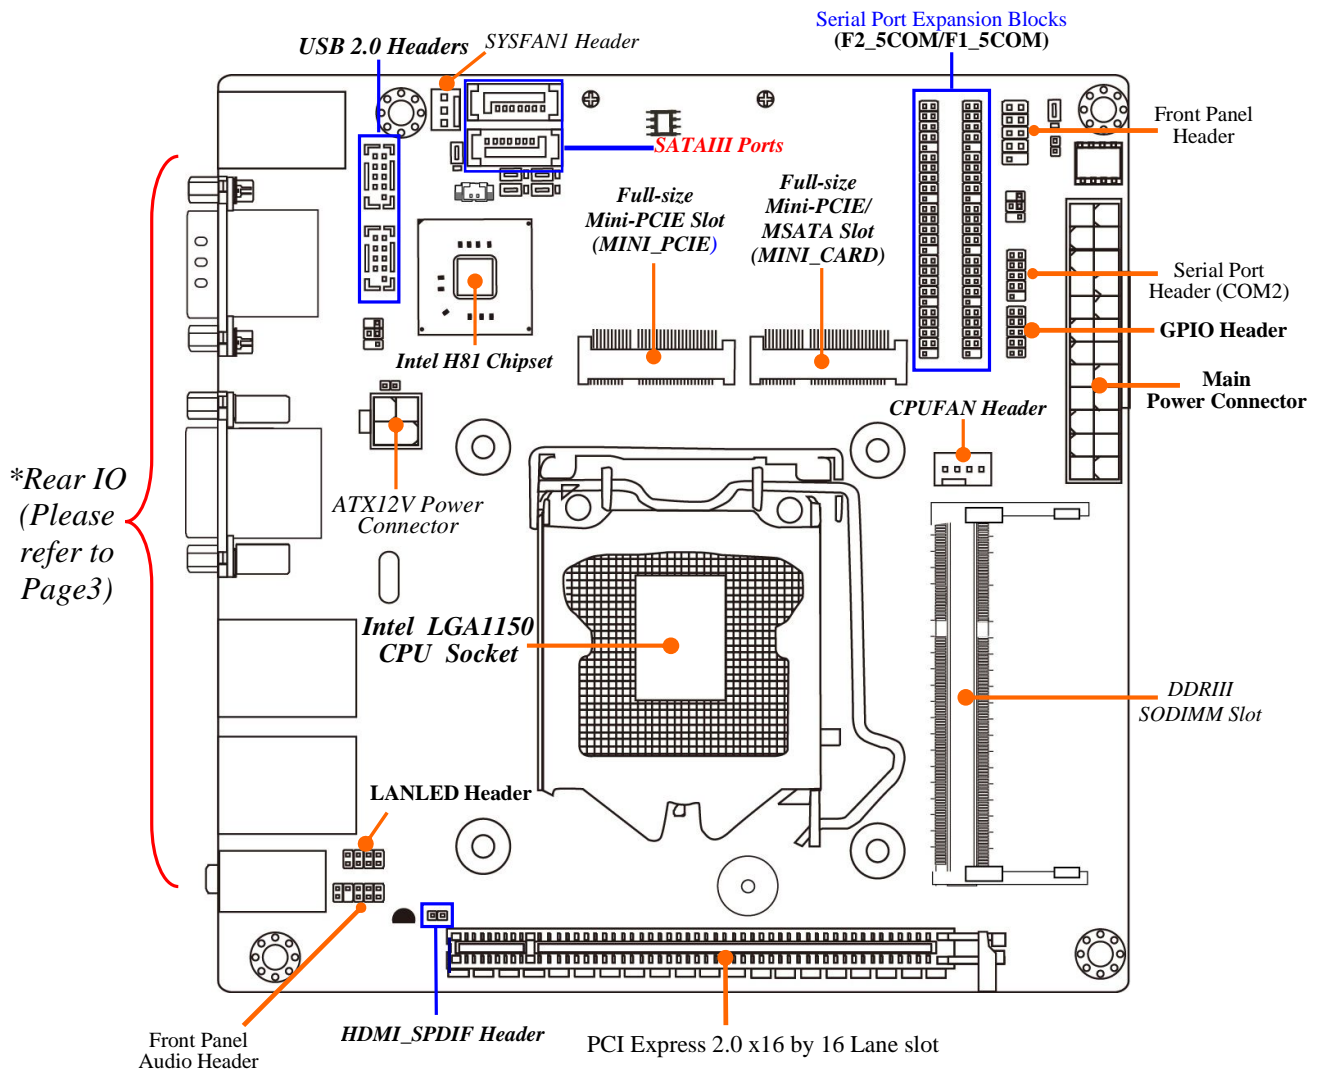 Serial Port Expansion Blocks
(F2_5COM/F1_5COM)
USB 2.0 Headers
SYSFAN1 Header
Front Panel
Header
SATAIII Ports
Full-size
Mini-PCIE Slot
(MINI_PCIE)
Full-size
Mini-PCIE/
MSATA Slot
(MINI_CARD)
Serial Port
Header (COM2)
GPIO Header
Intel H81 Chipset
Main
Power Connector
CPUFAN Header
*Rear IO
(Please
refer to
Page3)
ATX12V Power
Connector
Intel LGA1150
CPU Socket
DDRIII
SODIMM Slot
LANLED Header
HDMI_SPDIF Header
Front Panel
Audio Header
PCI Express 2.0 x16 by 16 Lane slot